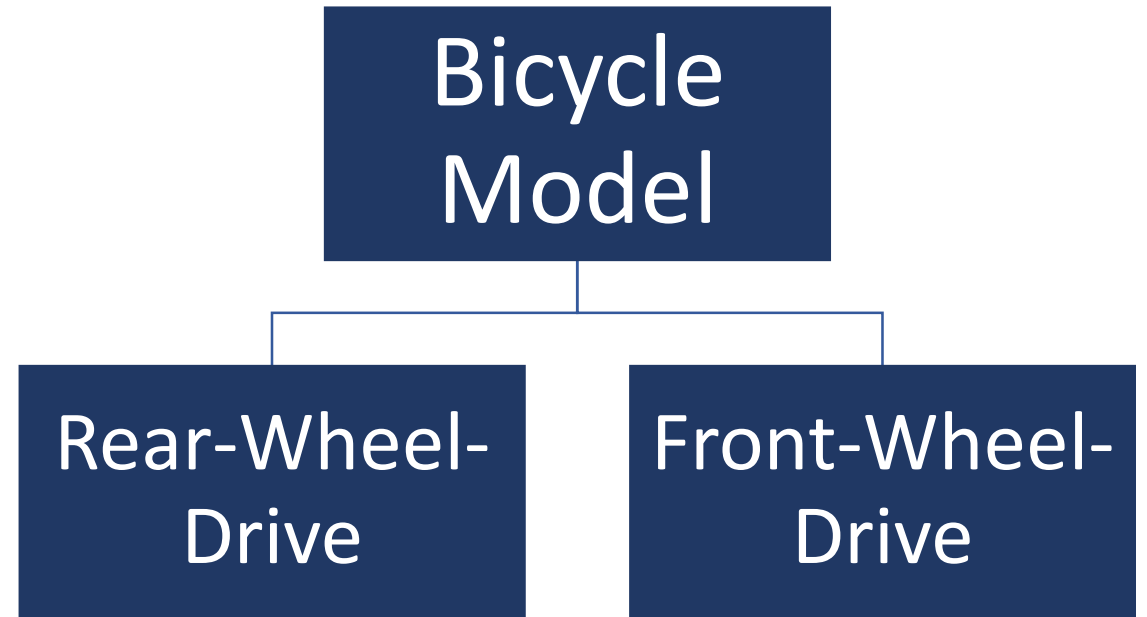 Bicycle
Model
Rear-Wheel-
Drive
Front-Wheel-
Drive